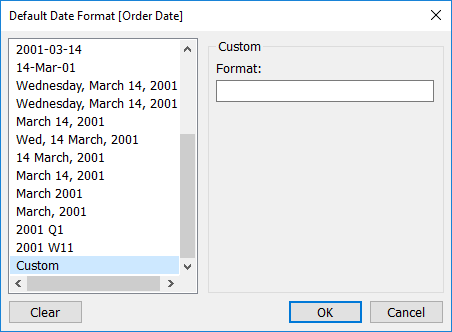 Default Date Format [Order Date]
2001-03-14
14-Mar-01
Wednesday, March 14, 2001
Wednesday, March 14, 2001
March 14, 2001
Wed, 14 March, 2001
14 March, 2001
March 14, 2001
March 2001
March, 2001
2001 Q1
2001 W11
Custom
Custom
Format:
Clear
OK
Cancel